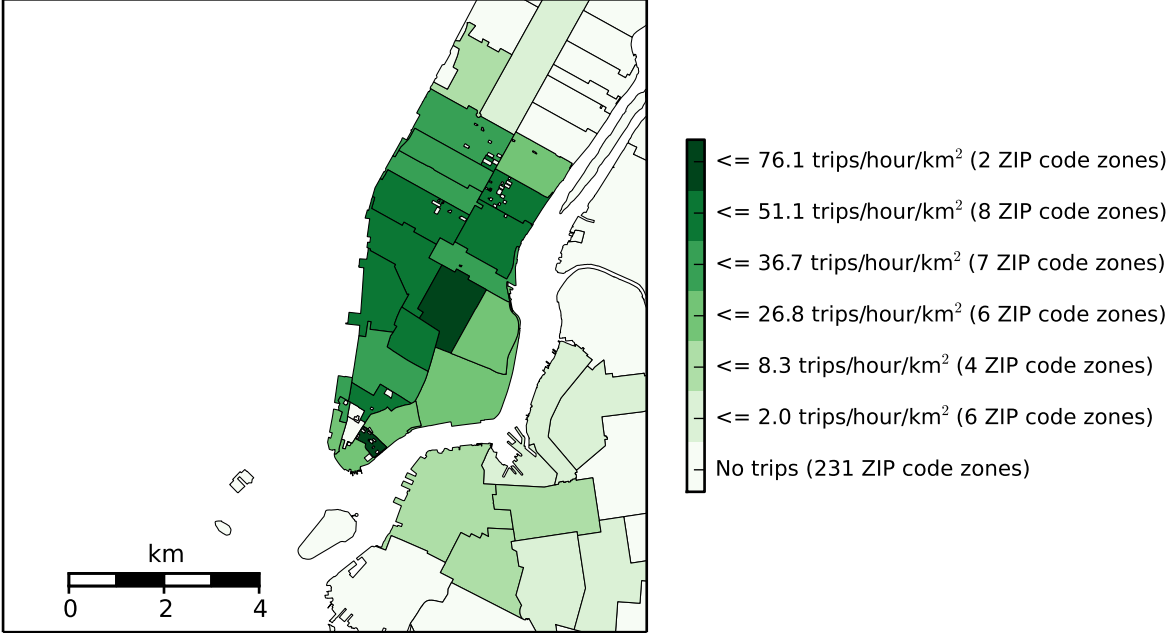 <= 76.1 trips/hour/km² (2 ZIP code zones)
<= 51.1 trips/hour/km² (8 ZIP code zones)
<= 36.7 trips/hour/km² (7 ZIP code zones)
<= 26.8 trips/hour/km² (6 ZIP code zones)
<= 8.3 trips/hour/km² (4 ZIP code zones)
<= 2.0 trips/hour/km² (6 ZIP code zones)
No trips (231 ZIP code zones)
km
0 2 4